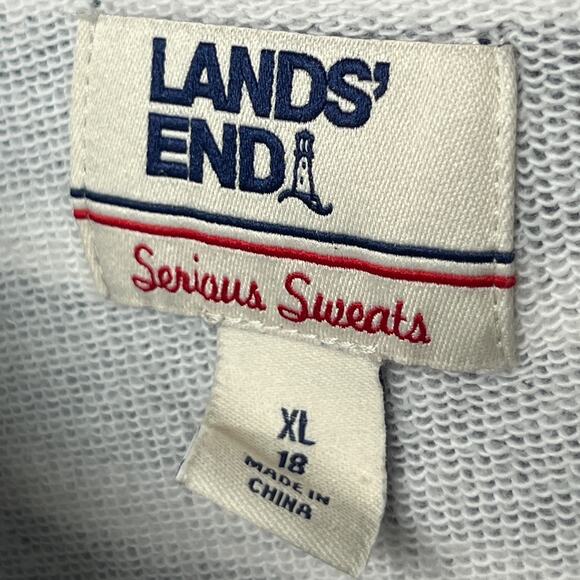 LANDS'
END
Serious Sweats
XL
18
MADE IN
CHINA